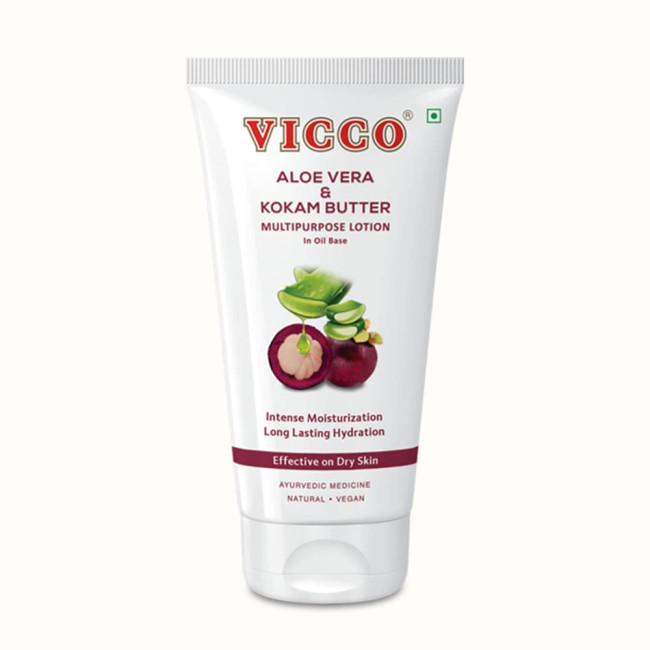 VICCO®
ALOE VERA
&
KOKAM BUTTER
MULTIPURPOSE LOTION
In Oil Base
Intense Moisturization
Long Lasting Hydration
Effective on Dry Skin
AYURVEDIC MEDICINE
NATURAL • VEGAN